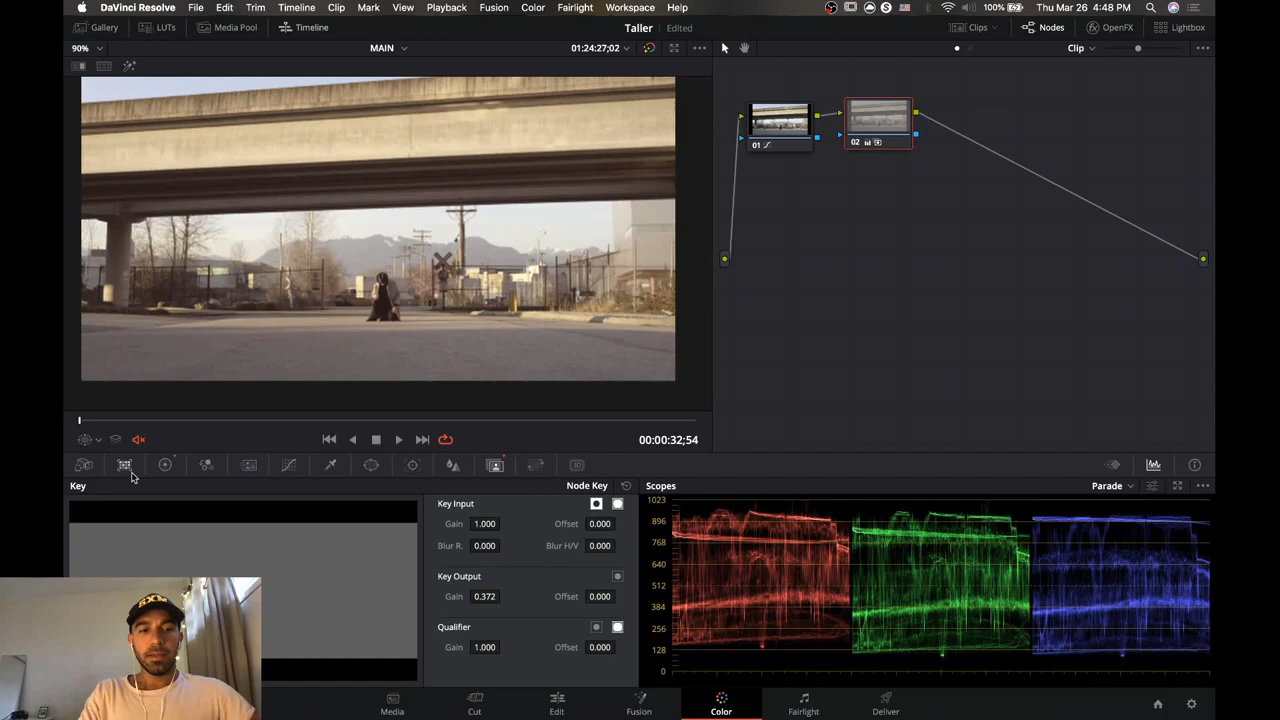 DaVinci Resolve File Edit Trim Timeline Clip Mark View Playback Fusion Color Fairlight Workspace Help 100% Thu Mar 26 4:48 PM
Gallery LUTs Media Pool Timeline Taller Edited Clips Nodes OpenFX Lightbox
90% MAIN 01:24:27;02 Clip
01 02
00:00:32;54
Key Node Key Scopes Parade
Key Input
Gain 1.000 Offset 0.000
Blur R. 0.000 Blur H/V 0.000
Key Output
Gain 0.372 Offset 0.000
Qualifier
Gain 1.000 Offset 0.000
1023
896
768
640
512
384
256
128
0
SXM
Media Cut Edit Fusion Color Fairlight Deliver